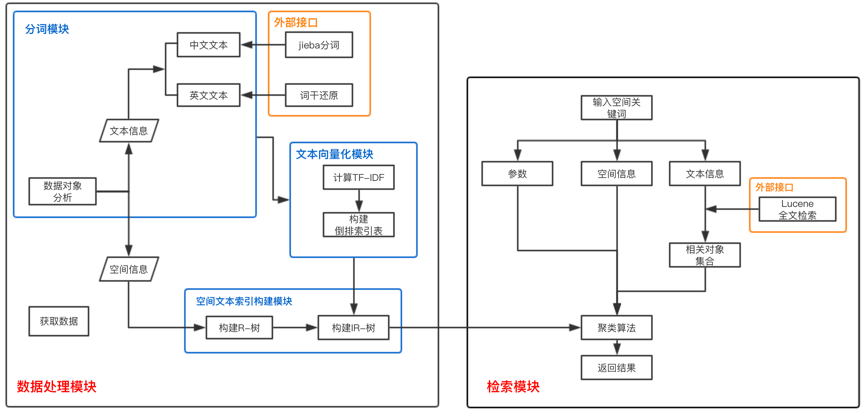 分词模块
外部接口
中文文本
jieba分词
英文文本
词干还原
文本信息
数据对象
分析
空间信息
获取数据
文本向量化模块
计算TF-IDF
构建
倒排索引表
空间文本索引构建模块
构建R-树
构建IR-树
数据处理模块
输入空间关
键词
参数
空间信息
文本信息
外部接口
Lucene
全文检索
相关对象
集合
聚类算法
返回结果
检索模块